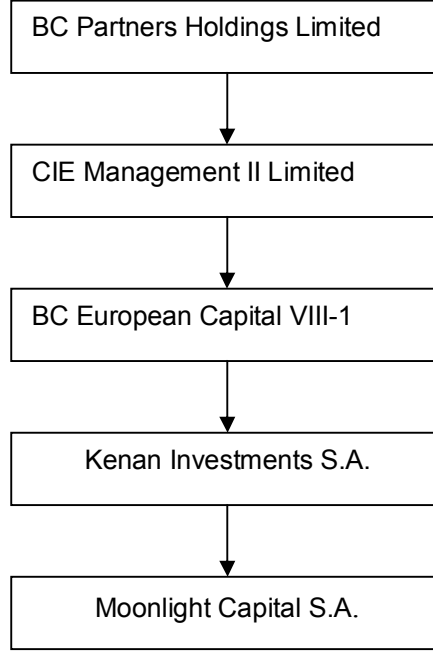 BC Partners Holdings Limited
CIE Management II Limited
BC European Capital VIII-1
Kenan Investments S.A.
Moonlight Capital S.A.